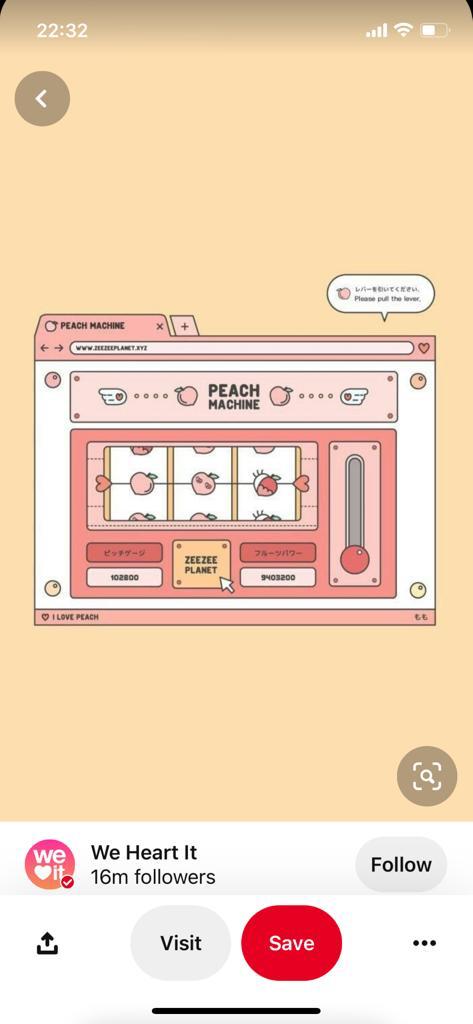 22:32
レバーを引いてください。
Please pull the lever.
PEACH MACHINE
WWW.ZEEZEEPLANET.XYZ
PEACH
MACHINE
ピッチゲージ
フルーツパワー
102800
ZEEZEE
PLANET
9403200
I LOVE PEACH
もも
we
it
We Heart It
16m followers
Follow
Visit
Save